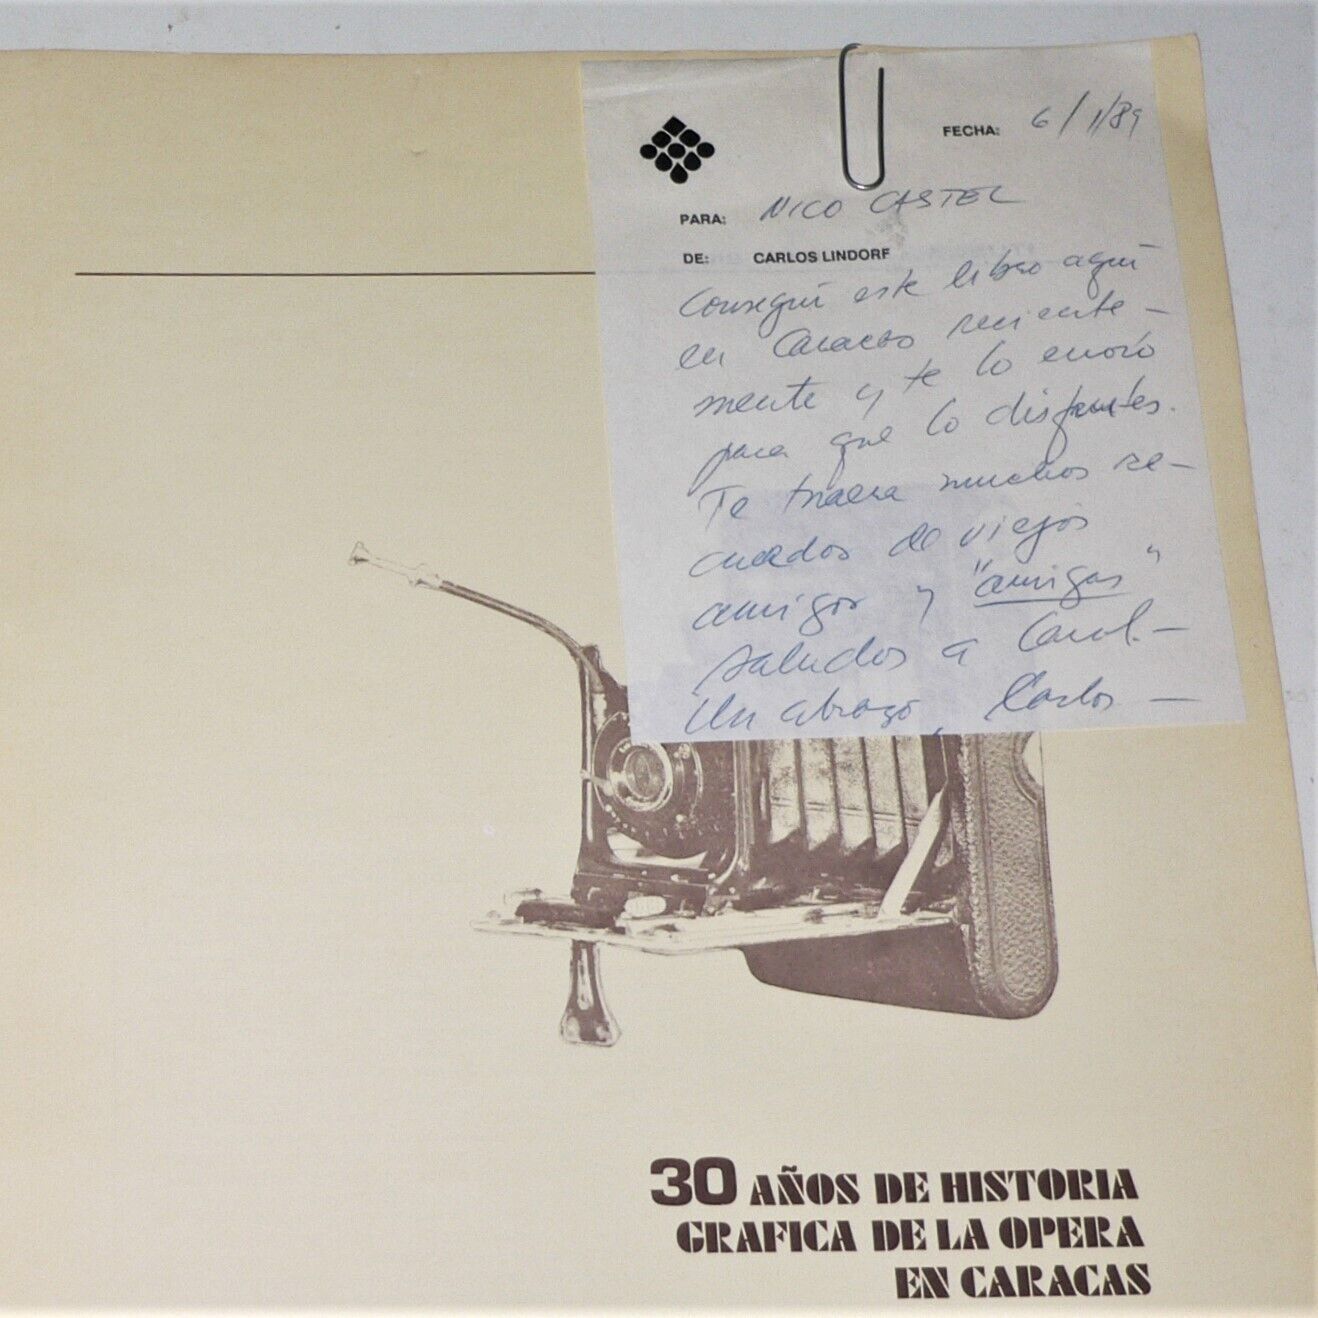 FECHA: 6/1/89
PARA: NICO CASTEL
DE: CARLOS LINDORF
Conseguí este libro aquí
en Caracas reciente-
mente y te lo envío
para que lo disfrutes.
Te traerá muchos re-
cuerdos de viejos
amigos y "amigas"
Saludos a Carol.-
Un abrazo, Carlos-
30 AÑOS DE HISTORIA
GRAFICA DE LA OPERA
EN CARACAS